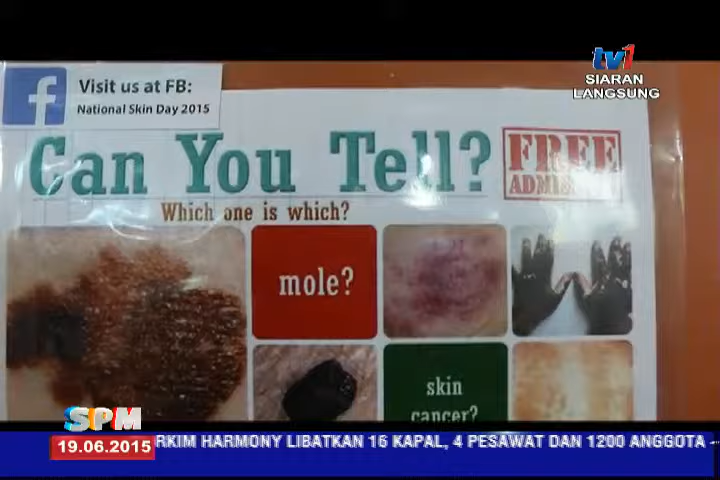 tv1
SIARAN
LANGSUNG
f
Visit us at FB:
National Skin Day 2015
Can You Tell?
FREE
Which one is which?
mole?
skin
cancer?
SPM
19.06.2015
RKIM HARMONY LIBATKAN 16 KAPAL, 4 PESAWAT DAN 1200 ANGGOTA -